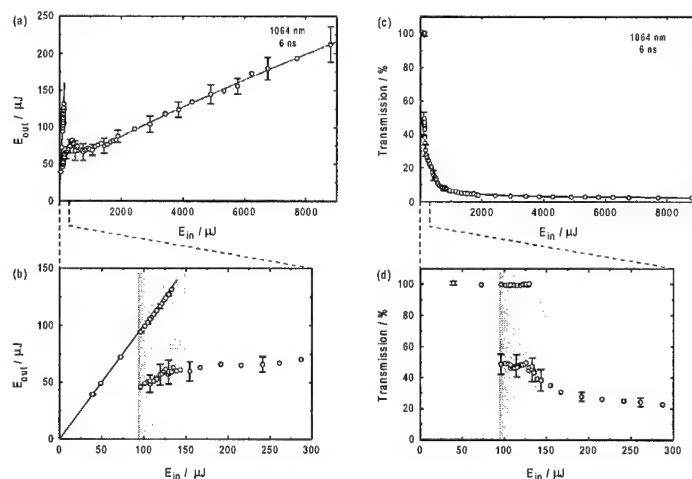 (a)
1064 nm
6 ns
E_out / µJ
250
200
150
100
50
0
2000 4000 6000 8000
E_in / µJ
(c)
1064 nm
6 ns
Transmission / %
100
80
60
40
20
0
0 2000 4000 6000 8000
E_in / µJ
(b)
E_out / µJ
150
100
50
0
0 50 100 150 200 250 300
E_in / µJ
(d)
Transmission / %
100
80
60
40
20
0
0 50 100 150 200 250 300
E_in / µJ